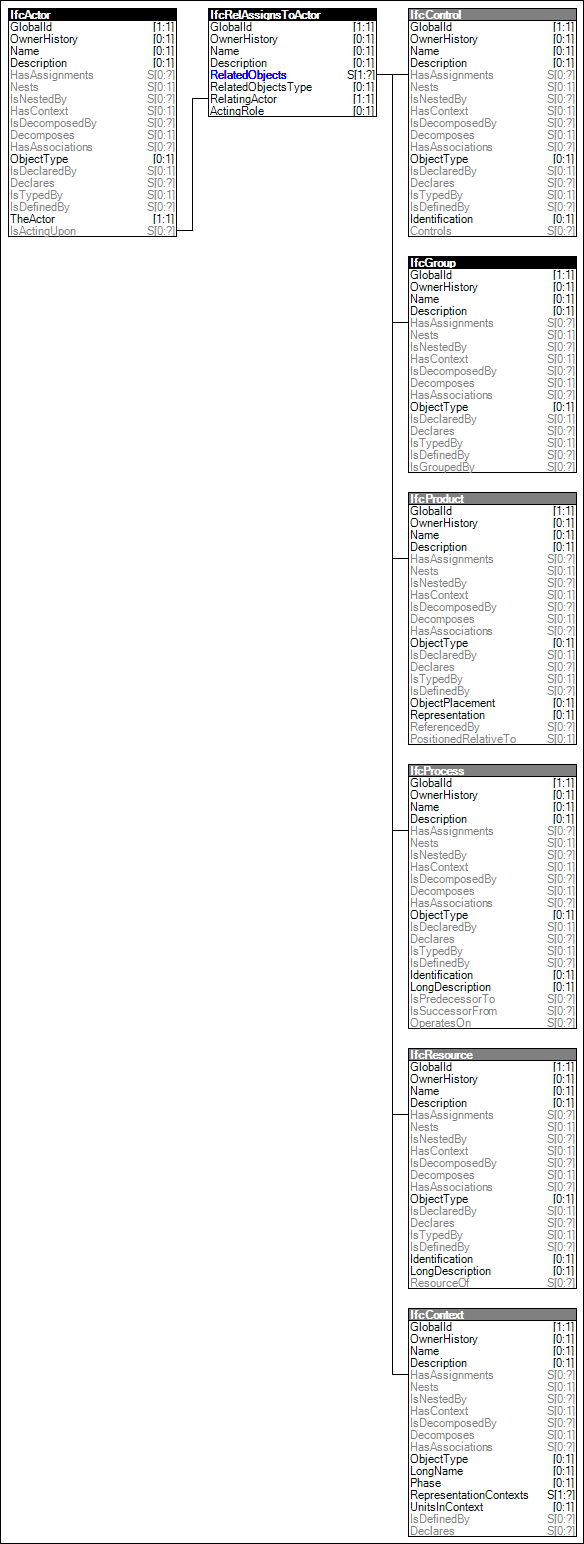 IfcActor
GlobalId [1:1]
OwnerHistory [0:1]
Name [0:1]
Description [0:1]
HasAssignments S[0:?]
Nests S[0:1]
IsNestedBy S[0:?]
HasContext S[0:1]
IsDecomposedBy S[0:?]
Decomposes S[0:1]
HasAssociations S[0:?]
ObjectType [0:1]
IsDeclaredBy S[0:1]
Declares S[0:?]
IsTypedBy S[0:1]
IsDefinedBy S[0:?]
TheActor [1:1]
IsActingUpon S[0:?]
IfcRelAssignsToActor
GlobalId [1:1]
OwnerHistory [0:1]
Name [0:1]
Description [0:1]
RelatedObjects S[1:?]
RelatedObjectsType [0:1]
RelatingActor [1:1]
ActingRole [0:1]
IfcControl
GlobalId [1:1]
OwnerHistory [0:1]
Name [0:1]
Description [0:1]
HasAssignments S[0:?]
Nests S[0:1]
IsNestedBy S[0:?]
HasContext S[0:1]
IsDecomposedBy S[0:?]
Decomposes S[0:1]
HasAssociations S[0:?]
ObjectType [0:1]
IsDeclaredBy S[0:1]
Declares S[0:?]
IsTypedBy S[0:1]
IsDefinedBy S[0:?]
Identification [0:1]
Controls S[0:?]
IfcGroup
GlobalId [1:1]
OwnerHistory [0:1]
Name [0:1]
Description [0:1]
HasAssignments S[0:?]
Nests S[0:1]
IsNestedBy S[0:?]
HasContext S[0:1]
IsDecomposedBy S[0:?]
Decomposes S[0:1]
HasAssociations S[0:?]
ObjectType [0:1]
IsDeclaredBy S[0:1]
Declares S[0:?]
IsTypedBy S[0:1]
IsDefinedBy S[0:?]
IsGroupedBy S[0:?]
IfcProduct
GlobalId [1:1]
OwnerHistory [0:1]
Name [0:1]
Description [0:1]
HasAssignments S[0:?]
Nests S[0:1]
IsNestedBy S[0:?]
HasContext S[0:1]
IsDecomposedBy S[0:?]
Decomposes S[0:1]
HasAssociations S[0:?]
ObjectType [0:1]
IsDeclaredBy S[0:1]
Declares S[0:?]
IsTypedBy S[0:1]
IsDefinedBy S[0:?]
ObjectPlacement [0:1]
Representation [0:1]
ReferencedBy S[0:?]
PositionedRelativeTo S[0:1]
IfcProcess
GlobalId [1:1]
OwnerHistory [0:1]
Name [0:1]
Description [0:1]
HasAssignments S[0:?]
Nests S[0:1]
IsNestedBy S[0:?]
HasContext S[0:1]
IsDecomposedBy S[0:?]
Decomposes S[0:1]
HasAssociations S[0:?]
ObjectType [0:1]
IsDeclaredBy S[0:1]
Declares S[0:?]
IsTypedBy S[0:1]
IsDefinedBy S[0:?]
Identification [0:1]
LongDescription [0:1]
IsPredecessorTo S[0:?]
IsSuccessorFrom S[0:?]
OperatesOn S[0:?]
IfcResource
GlobalId [1:1]
OwnerHistory [0:1]
Name [0:1]
Description [0:1]
HasAssignments S[0:?]
Nests S[0:1]
IsNestedBy S[0:?]
HasContext S[0:1]
IsDecomposedBy S[0:?]
Decomposes S[0:1]
HasAssociations S[0:?]
ObjectType [0:1]
IsDeclaredBy S[0:1]
Declares S[0:?]
IsTypedBy S[0:1]
IsDefinedBy S[0:?]
Identification [0:1]
LongDescription [0:1]
ResourceOf S[0:?]
IfcContext
GlobalId [1:1]
OwnerHistory [0:1]
Name [0:1]
Description [0:1]
HasAssignments S[0:?]
Nests S[0:1]
IsNestedBy S[0:?]
HasContext S[0:1]
IsDecomposedBy S[0:?]
Decomposes S[0:1]
HasAssociations S[0:?]
ObjectType [0:1]
LongName [0:1]
Phase [0:1]
RepresentationContexts S[1:?]
UnitsInContext [0:1]
IsDefinedBy S[0:?]
Declares S[0:?]